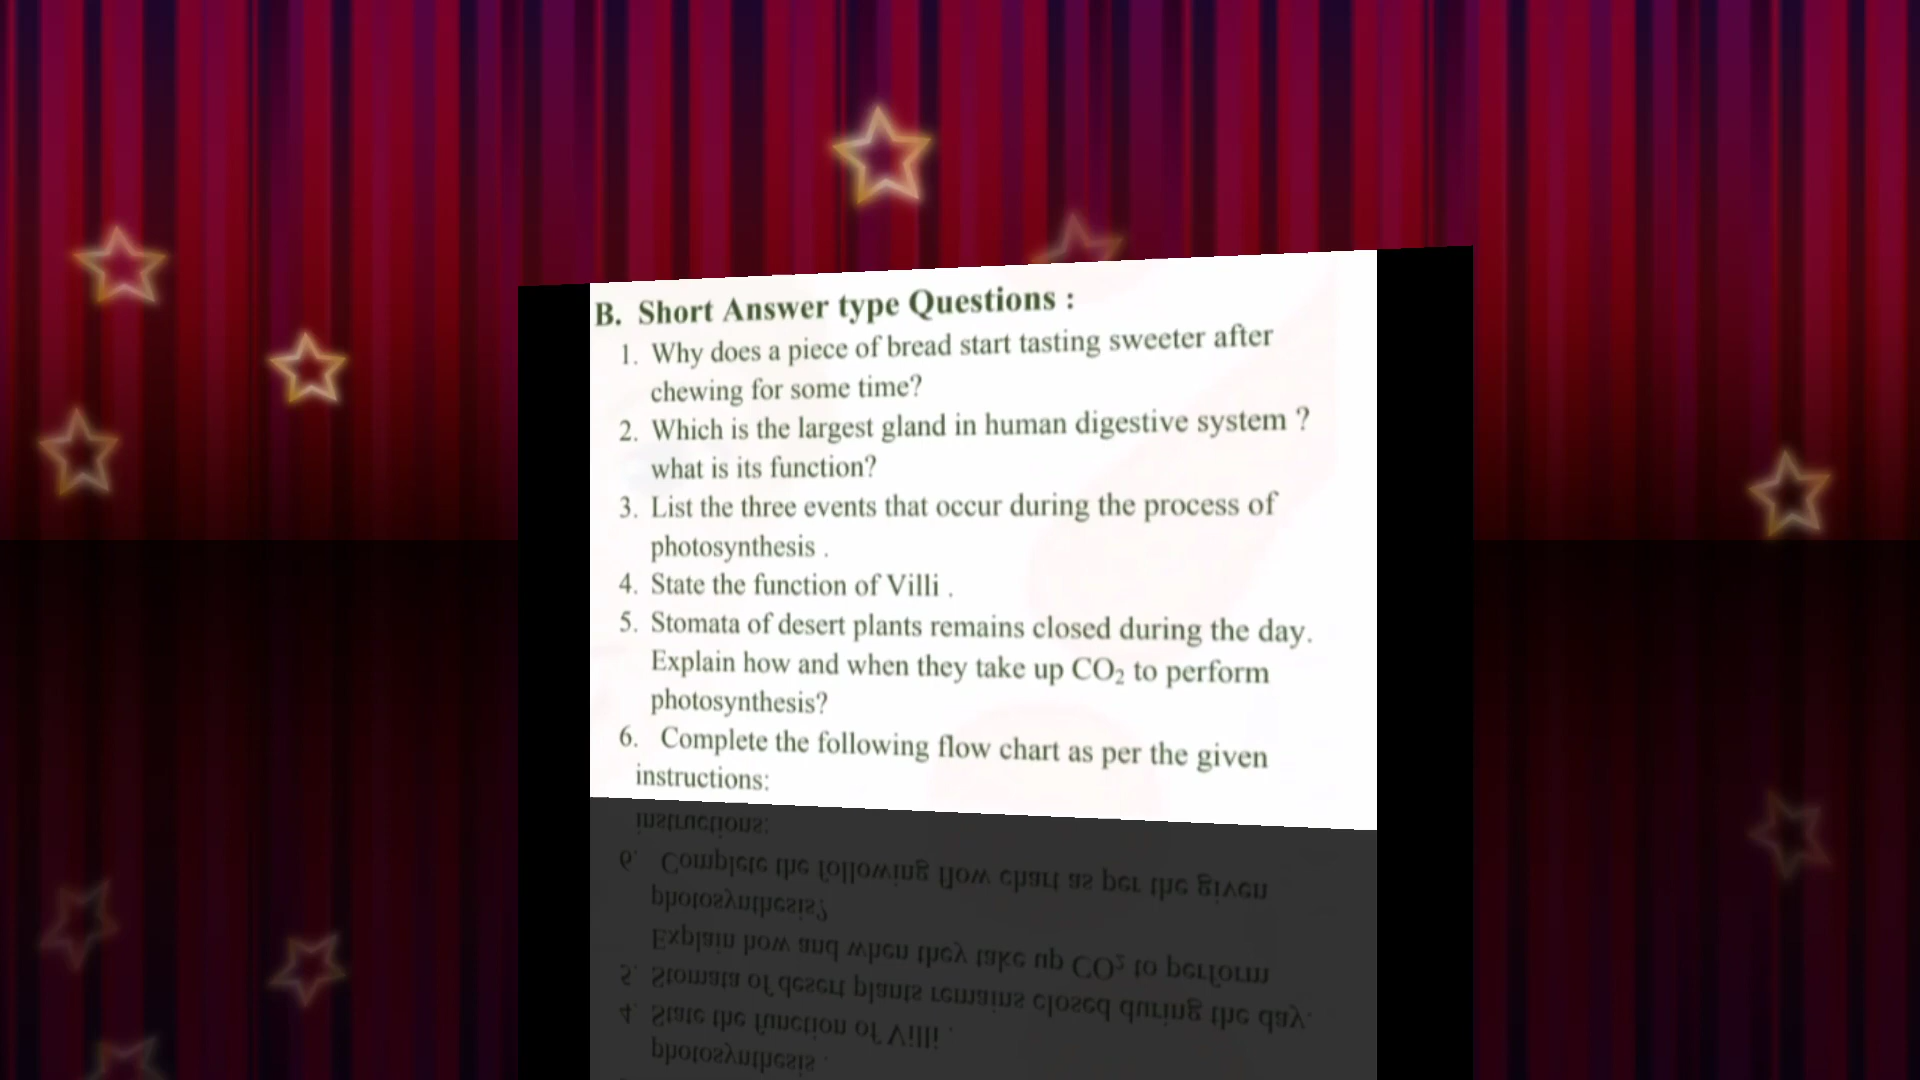 B. Short Answer type Questions :
1. Why does a piece of bread start tasting sweeter after
chewing for some time?
2. Which is the largest gland in human digestive system ?
what is its function?
3. List the three events that occur during the process of
photosynthesis .
4. State the function of Villi .
5. Stomata of desert plants remains closed during the day.
Explain how and when they take up CO₂ to perform
photosynthesis?
6. Complete the following flow chart as per the given
instructions: